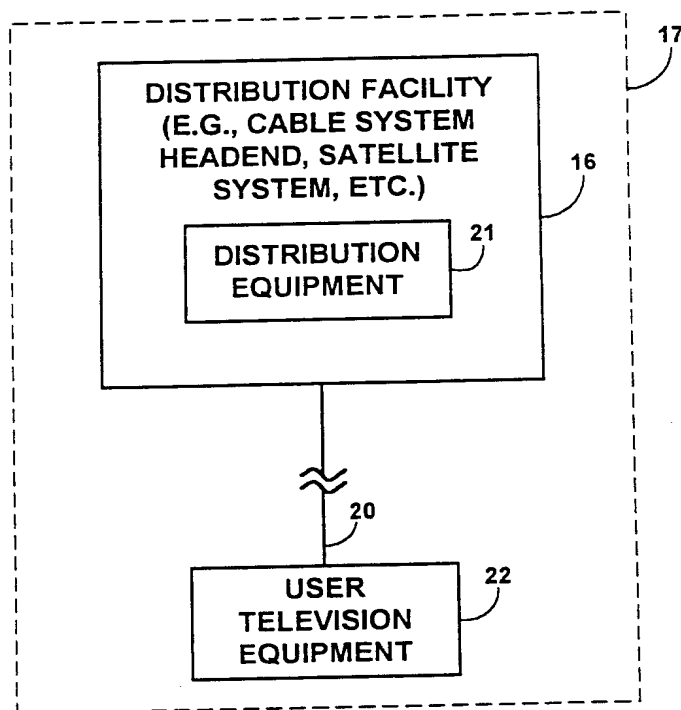 17
DISTRIBUTION FACILITY
(E.G., CABLE SYSTEM
HEADEND, SATELLITE
SYSTEM, ETC.)
16
21
DISTRIBUTION
EQUIPMENT
20
22
USER
TELEVISION
EQUIPMENT